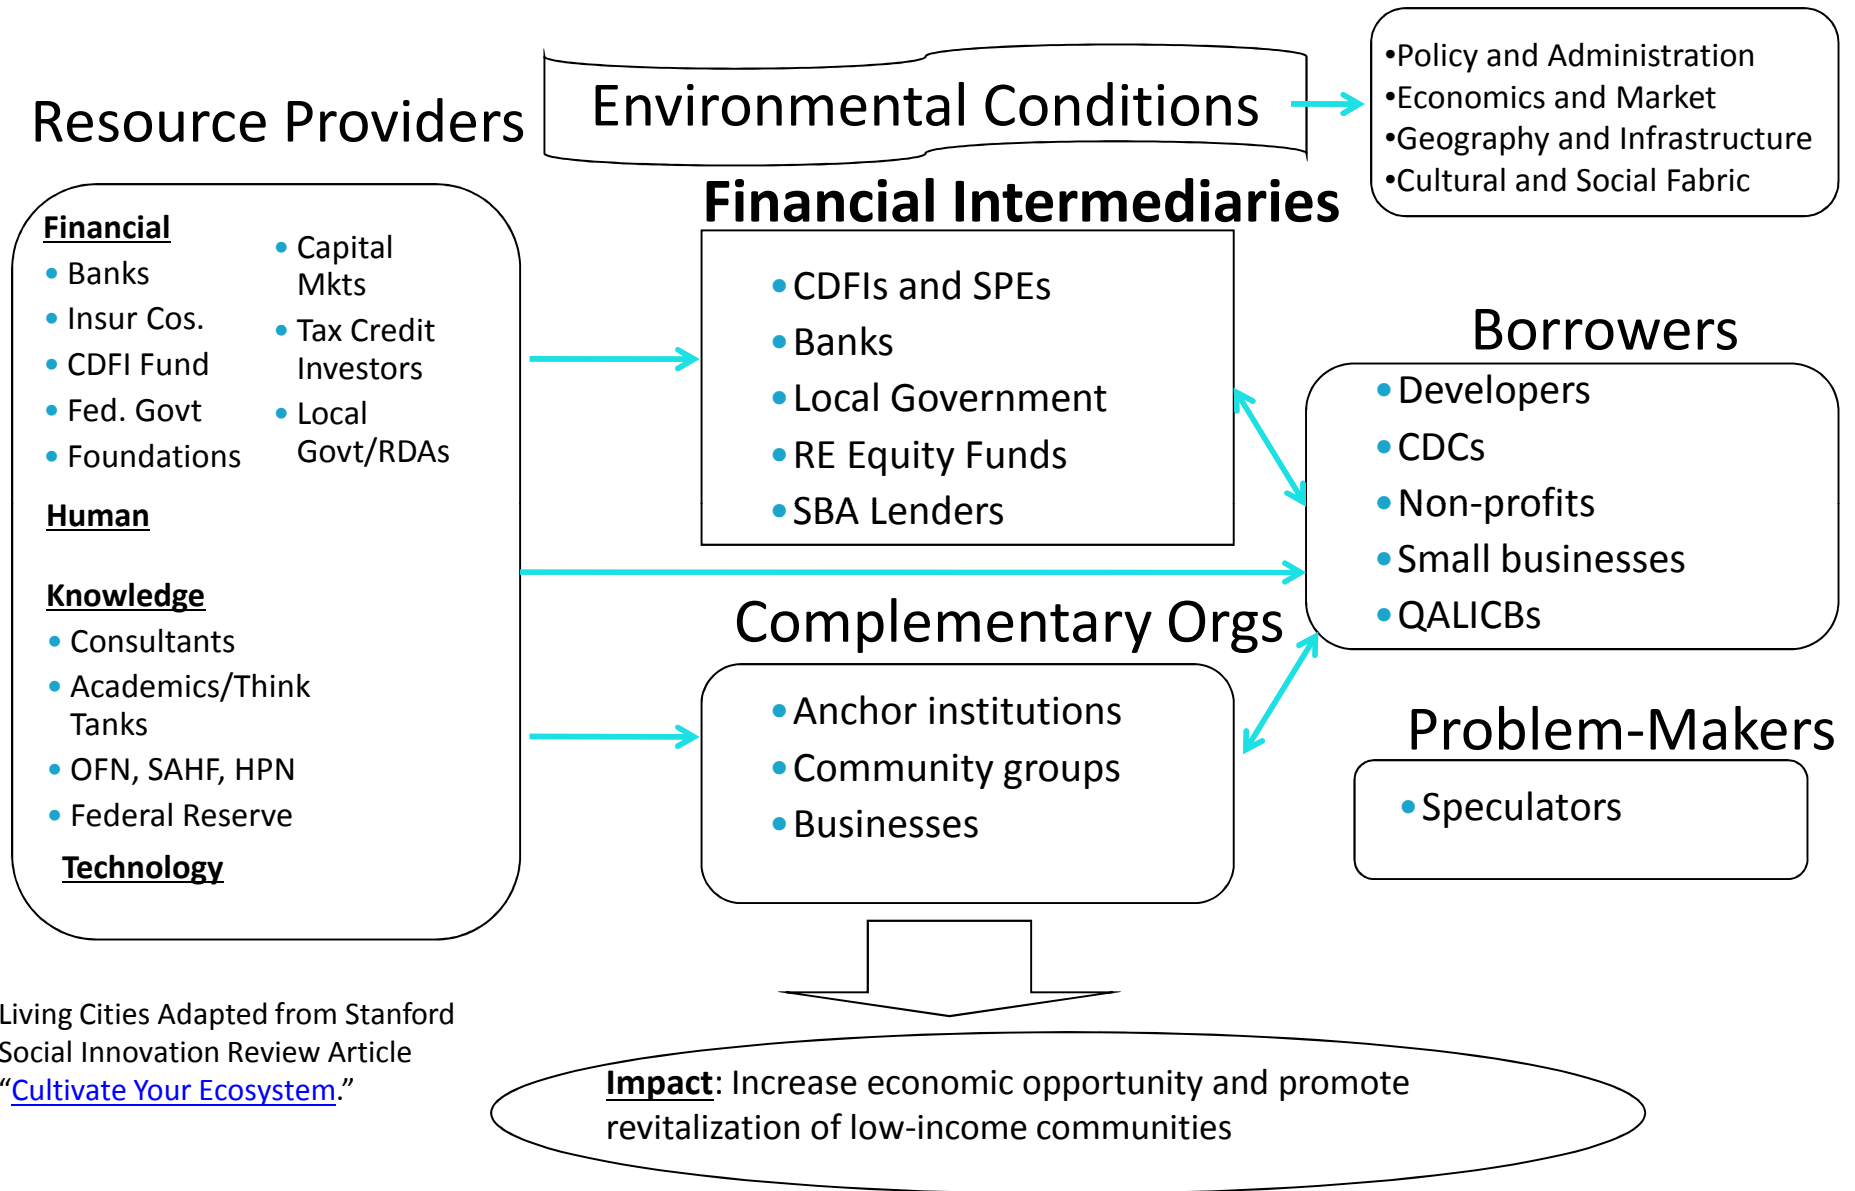 Resource Providers
Financial
• Banks
• Insur Cos.
• CDFI Fund
• Fed. Govt
• Foundations
• Capital
Mkts
• Tax Credit
Investors
• Local
Govt/RDAs
Human
Knowledge
• Consultants
• Academics/Think
Tanks
• OFN, SAHF, HPN
• Federal Reserve
Technology
Environmental Conditions
•Policy and Administration
•Economics and Market
•Geography and Infrastructure
•Cultural and Social Fabric
Financial Intermediaries
•CDFIs and SPEs
•Banks
•Local Government
•RE Equity Funds
•SBA Lenders
Borrowers
•Developers
•CDCs
•Non-profits
•Small businesses
•QALICBs
Complementary Orgs
•Anchor institutions
•Community groups
•Businesses
Problem-Makers
•Speculators
Living Cities Adapted from Stanford
Social Innovation Review Article
“Cultivate Your Ecosystem.”
Impact: Increase economic opportunity and promote
revitalization of low-income communities